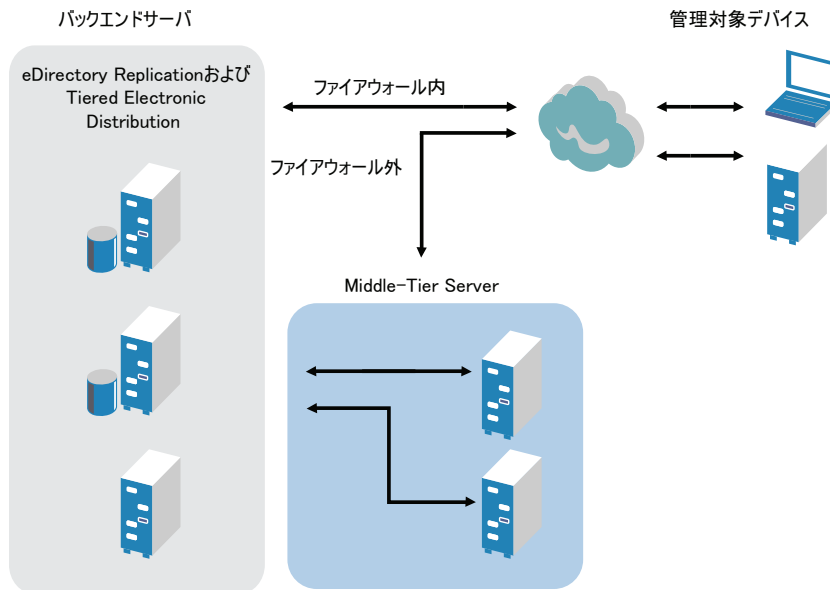 バックエンドサーバ
管理対象デバイス
eDirectory Replicationおよび
Tiered Electronic
Distribution
ファイアウォール内
ファイアウォール外
Middle-Tier Server